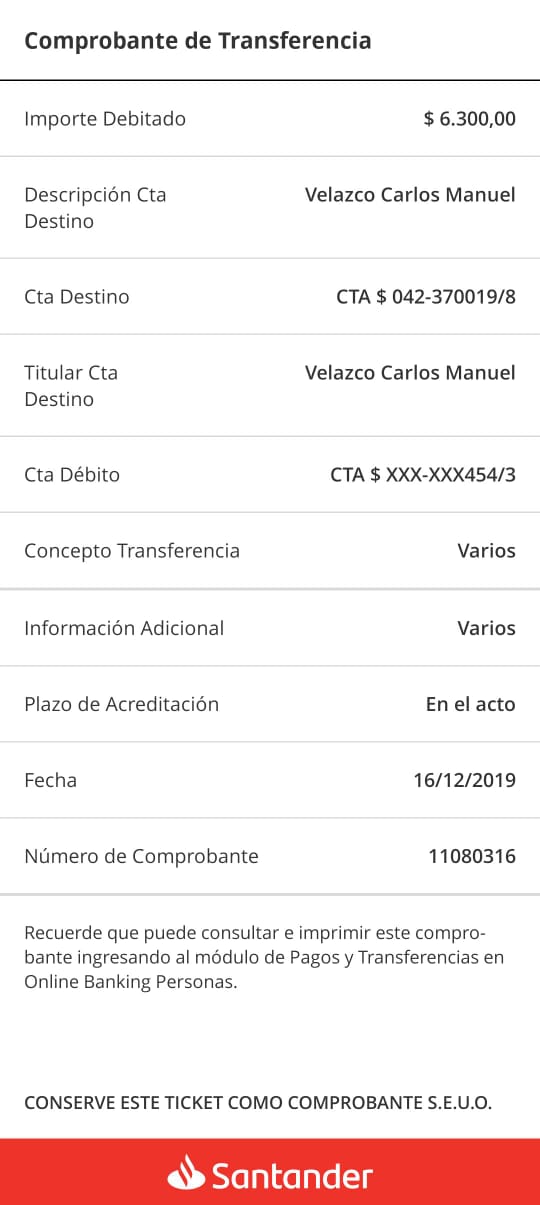 Comprobante de Transferencia
Importe Debitado $ 6.300,00
Descripción Cta Velazco Carlos Manuel
Destino
Cta Destino CTA $ 042-370019/8
Titular Cta Velazco Carlos Manuel
Destino
Cta Débito CTA $ XXX-XXX454/3
Concepto Transferencia Varios
Información Adicional Varios
Plazo de Acreditación En el acto
Fecha 16/12/2019
Número de Comprobante 11080316
Recuerde que puede consultar e imprimir este compro-
bante ingresando al módulo de Pagos y Transferencias en
Online Banking Personas.
CONSERVE ESTE TICKET COMO COMPROBANTE S.E.U.O.
Santander